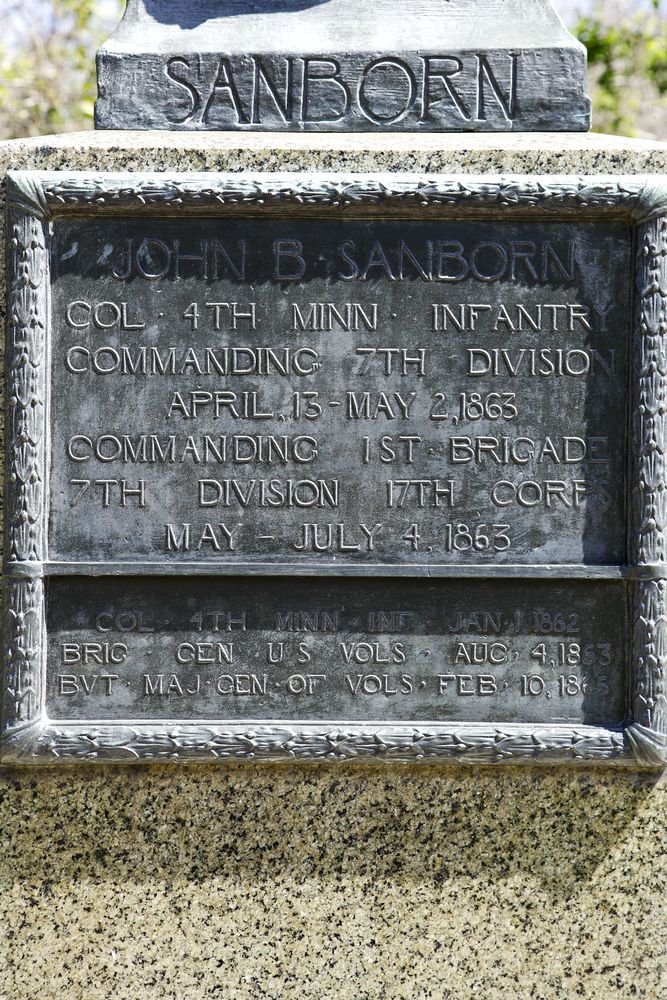 SANBORN
JOHN B. SANBORN
COL. 4TH MINN. INFANTRY
COMMANDING 7TH DIVISION
APRIL, 13 - MAY 2, 1863
COMMANDING 1ST. BRIGADE
7TH DIVISION 17TH CORPS
MAY - JULY 4, 1863
COL. 4TH MINN. INF. JAN. 1 1862
BRIG GEN U S VOLS. AUG. 4, 1863
BVT. MAJ. GEN. OF VOLS. FEB. 10, 1865